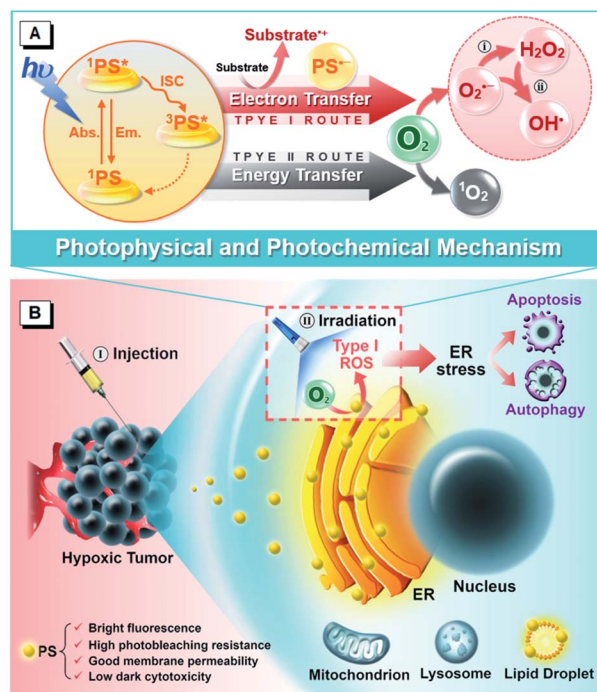 A
hυ
¹PS*
ISC
³PS*
Abs.
Em.
¹PS
Substrate•+
Substrate
PS•−
Electron Transfer
TPYE I ROUTE
TPYE II ROUTE
Energy Transfer
O₂
¹O₂
O₂•−
i
H₂O₂
ii
OH•
Photophysical and Photochemical Mechanism
B
I Injection
Hypoxic Tumor
II Irradiation
Type I
ROS
O₂
ER
stress
Apoptosis
Autophagy
ER
Nucleus
PS
✓ Bright fluorescence
✓ High photobleaching resistance
✓ Good membrane permeability
✓ Low dark cytotoxicity
Mitochondrion
Lysosome
Lipid Droplet